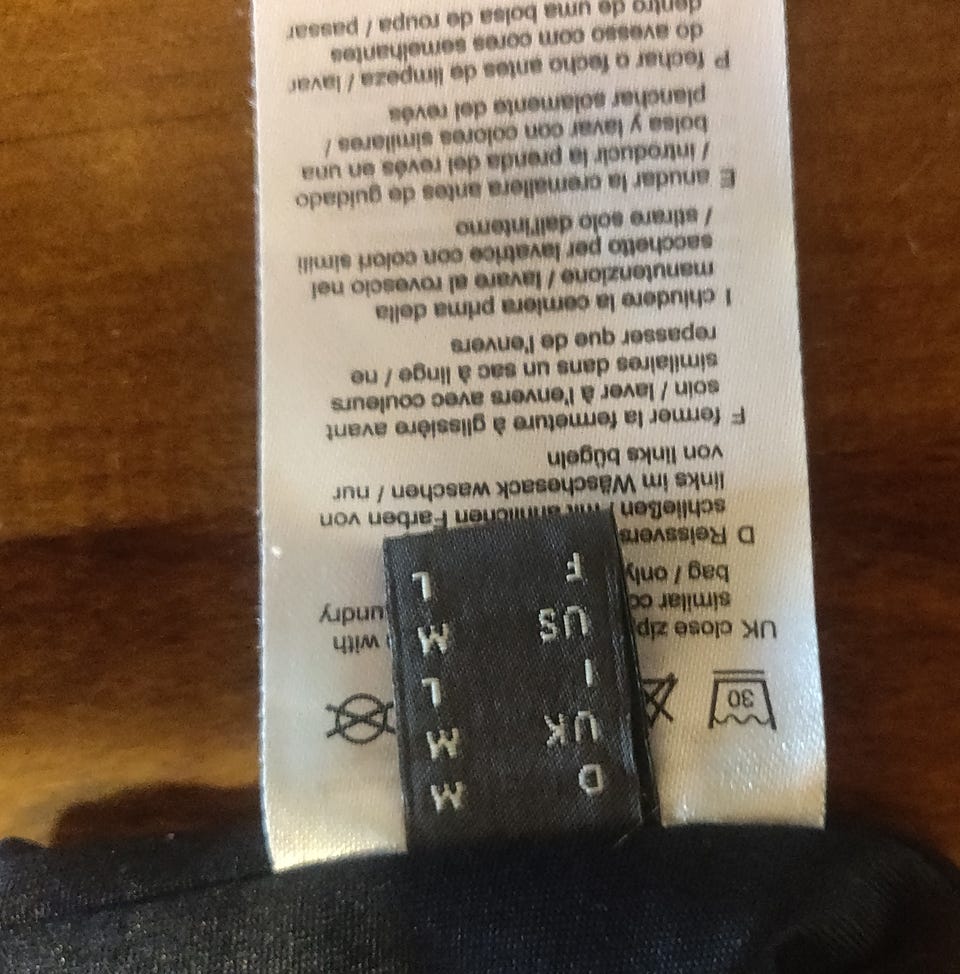 D M
UK M
I L
US M
F L
30
UK close zip with
similar co undry
bag / only
D Reissvers
schließen / mit ähnlichen Farben von
links im Wäschesack waschen / nur
von links bügeln
F fermer la fermeture à glissière avant
soin / laver à l'envers avec couleurs
similaires dans un sac à linge / ne
repasser que de l'envers
I chiudere la cerniera prima della
manutenzione / lavare al rovescio nel
sacchetto per lavatrice con colori simili
/ stirare solo dall'interno
E anudar la cremallera antes de guidado
/ introducir la prenda del revés en una
bolsa y lavar con colores similares /
planchar solamente del revés
P fechar o fecho antes de limpeza / lavar
do avesso com cores semelhantes
dentro de uma bolsa de roupa / passar